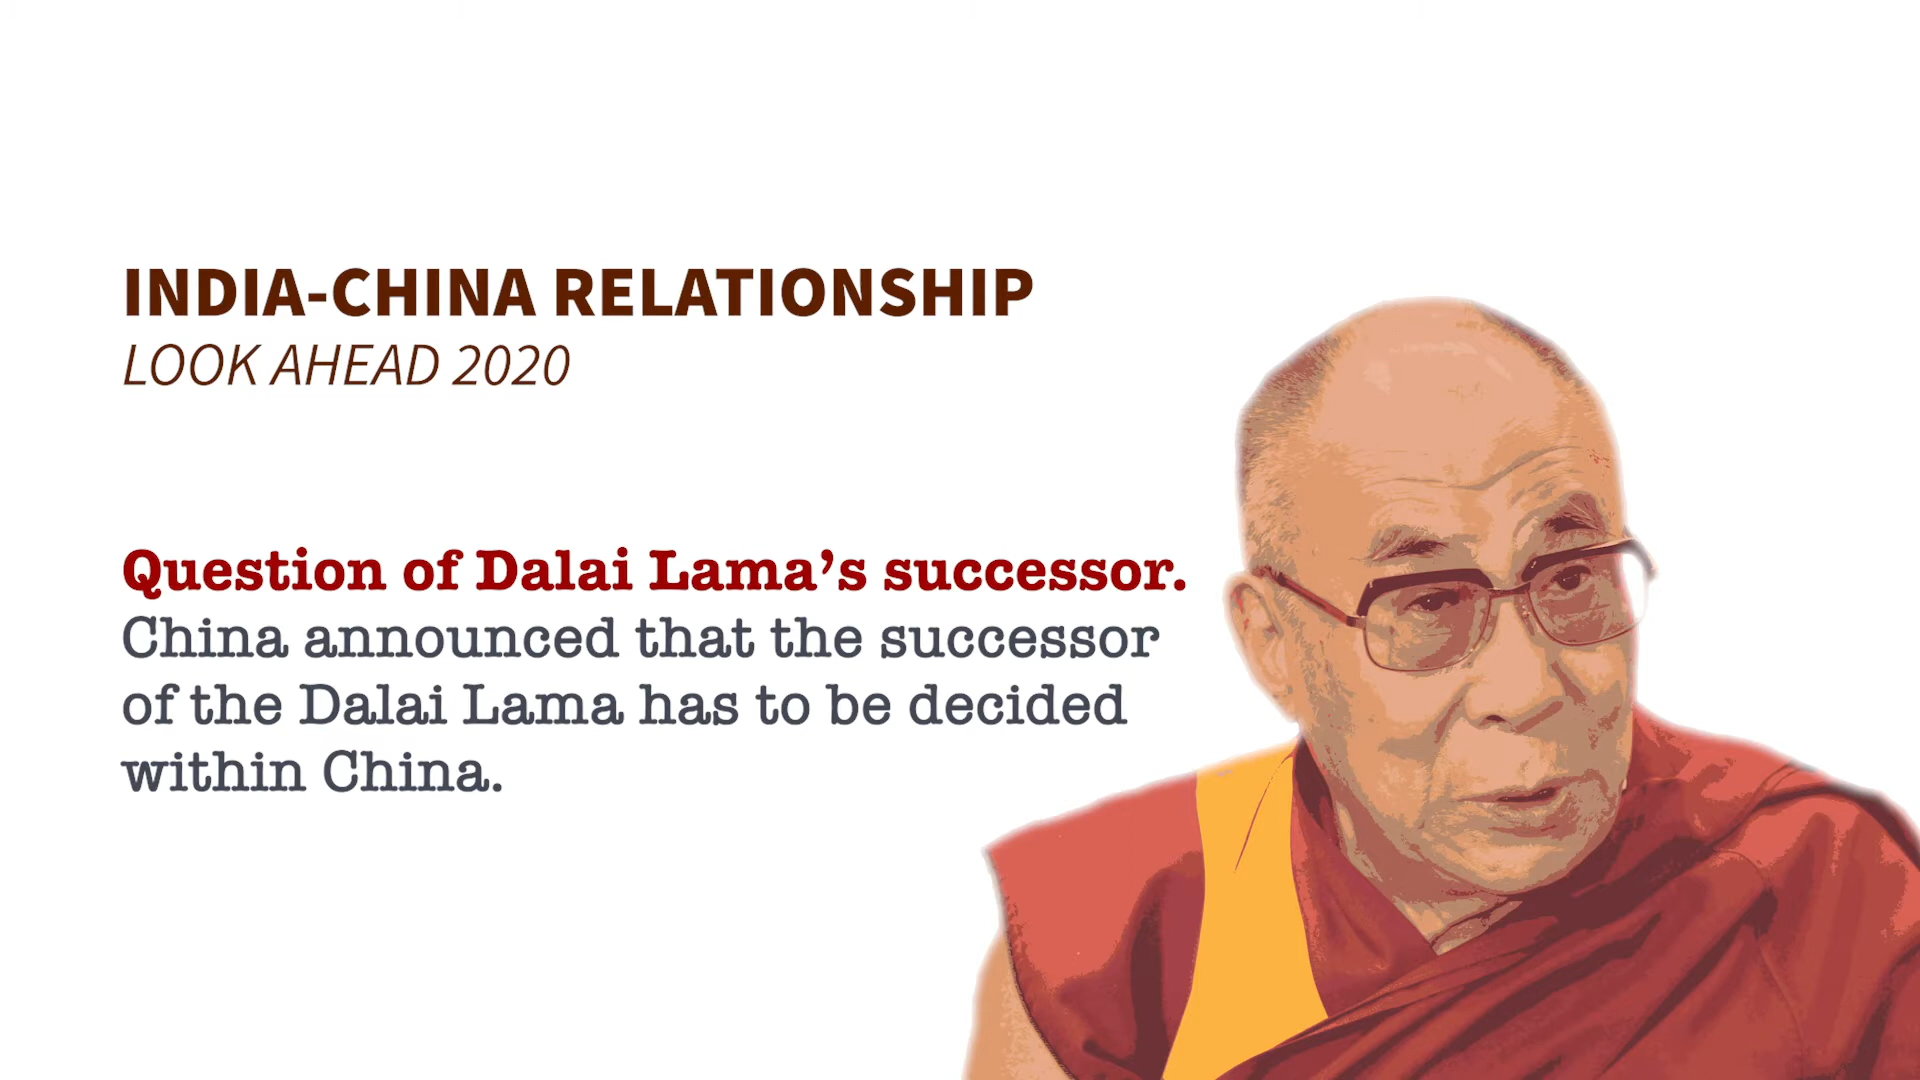 INDIA-CHINA RELATIONSHIP
LOOK AHEAD 2020
Question of Dalai Lama’s successor.
China announced that the successor
of the Dalai Lama has to be decided
within China.